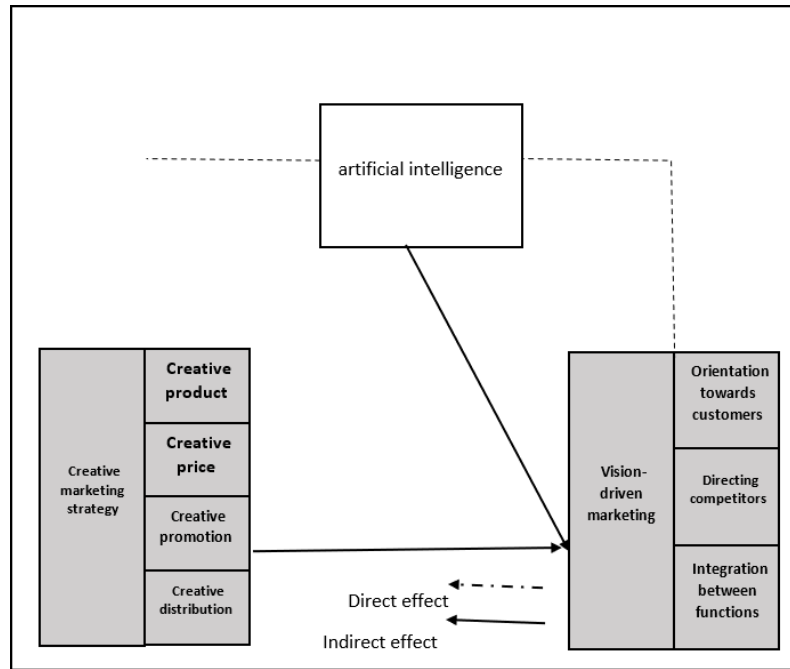 artificial intelligence
Creative
marketing
strategy
Creative
product
Creative
price
Creative
promotion
Creative
distribution
Vision-
driven
marketing
Orientation
towards
customers
Directing
competitors
Integration
between
functions
Direct effect
Indirect effect